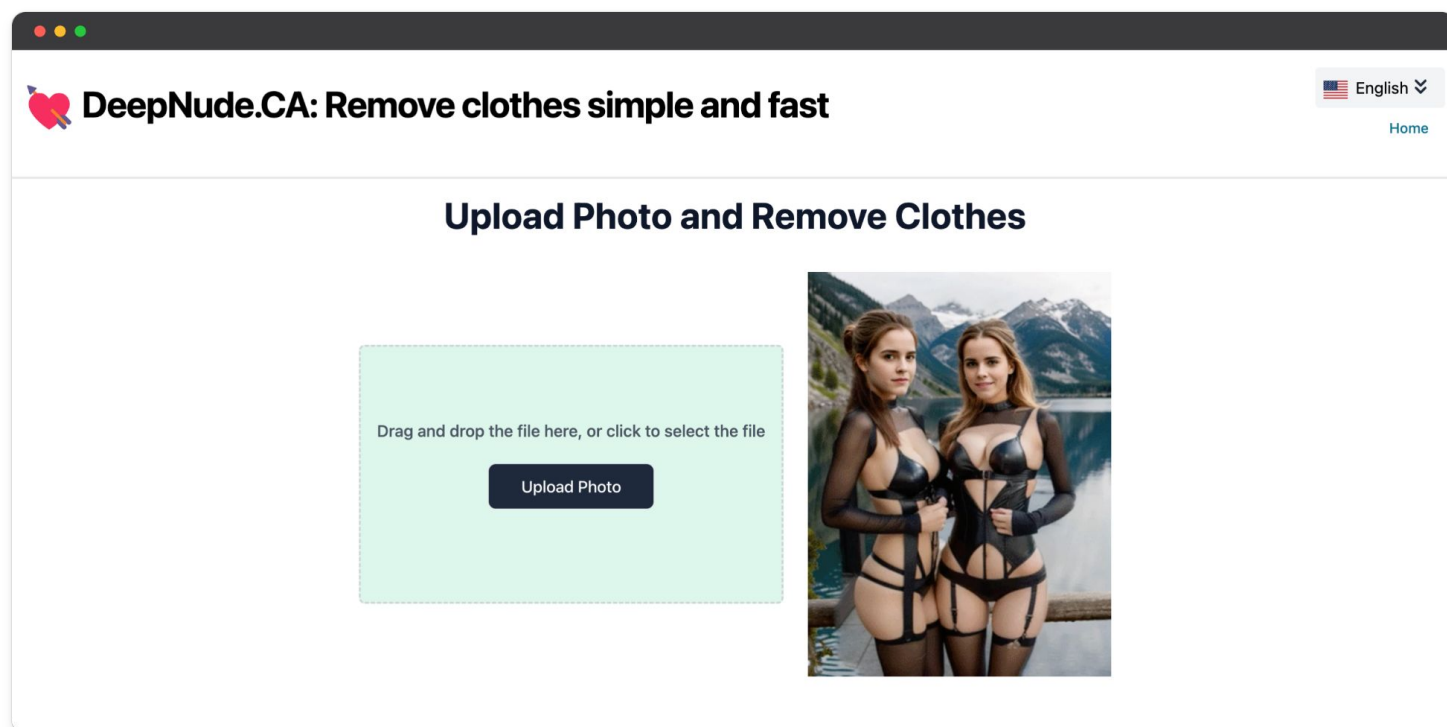 DeepNude.CA: Remove clothes simple and fast
English
Home
Upload Photo and Remove Clothes
Drag and drop the file here, or click to select the file
Upload Photo